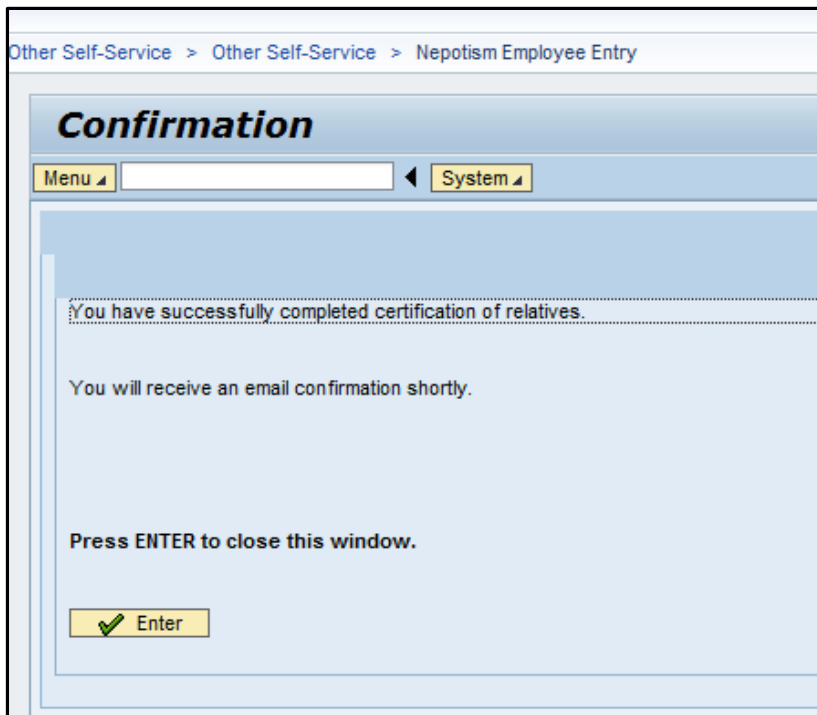 Other Self-Service > Other Self-Service > Nepotism Employee Entry
Confirmation
Menu System
You have successfully completed certification of relatives.
You will receive an email confirmation shortly.
Press ENTER to close this window.
Enter